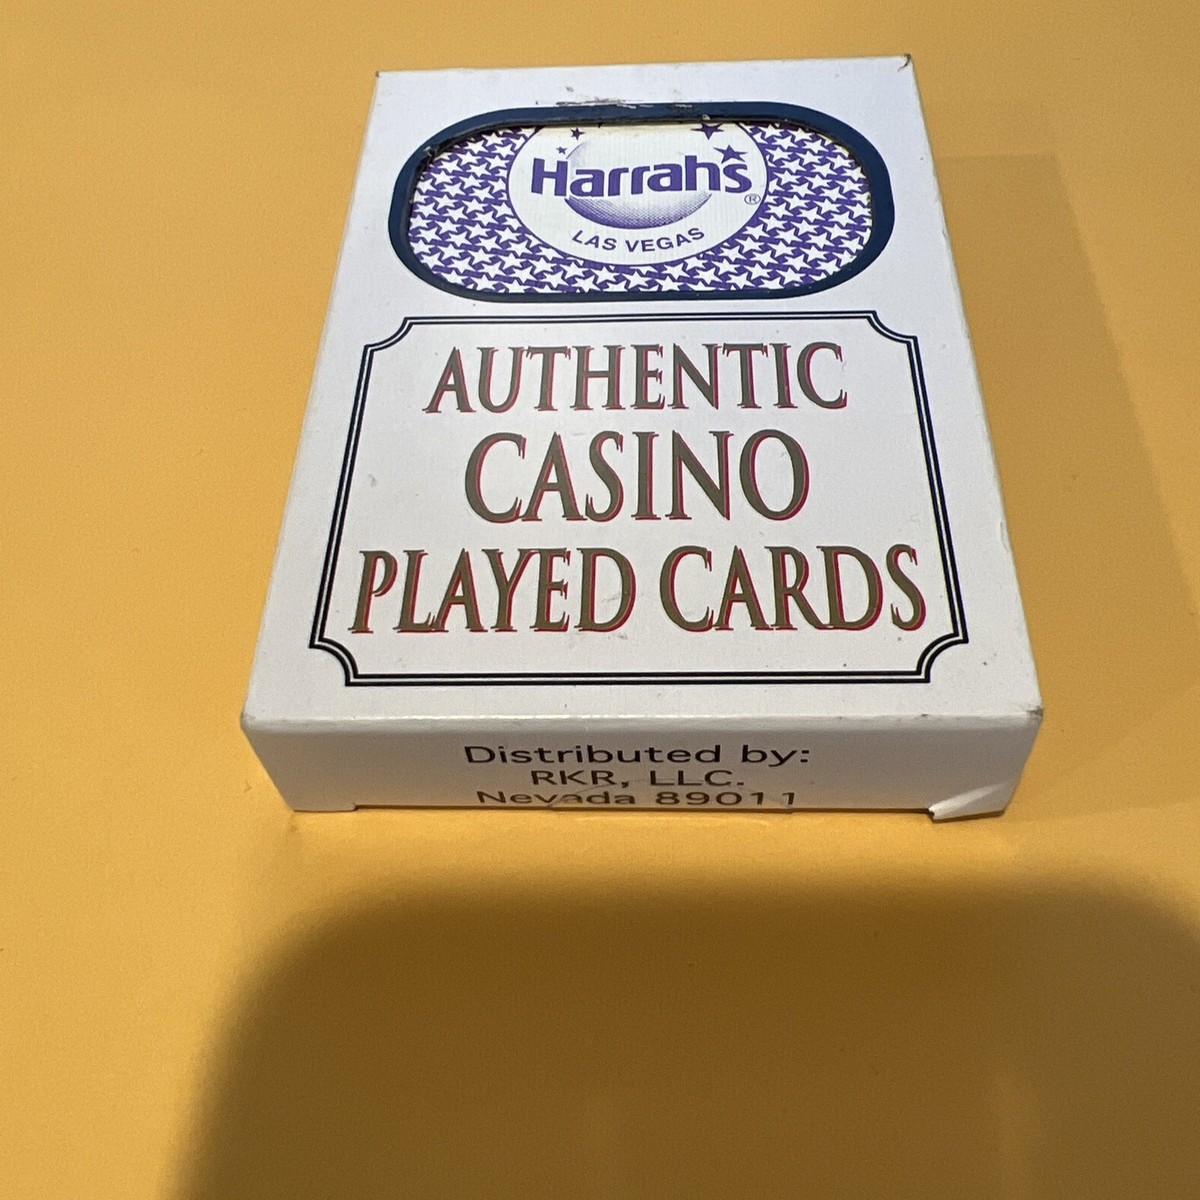 Harrah's
®
LAS VEGAS
AUTHENTIC
CASINO
PLAYED CARDS
Distributed by:
RKR, LLC.
Nevada 89011